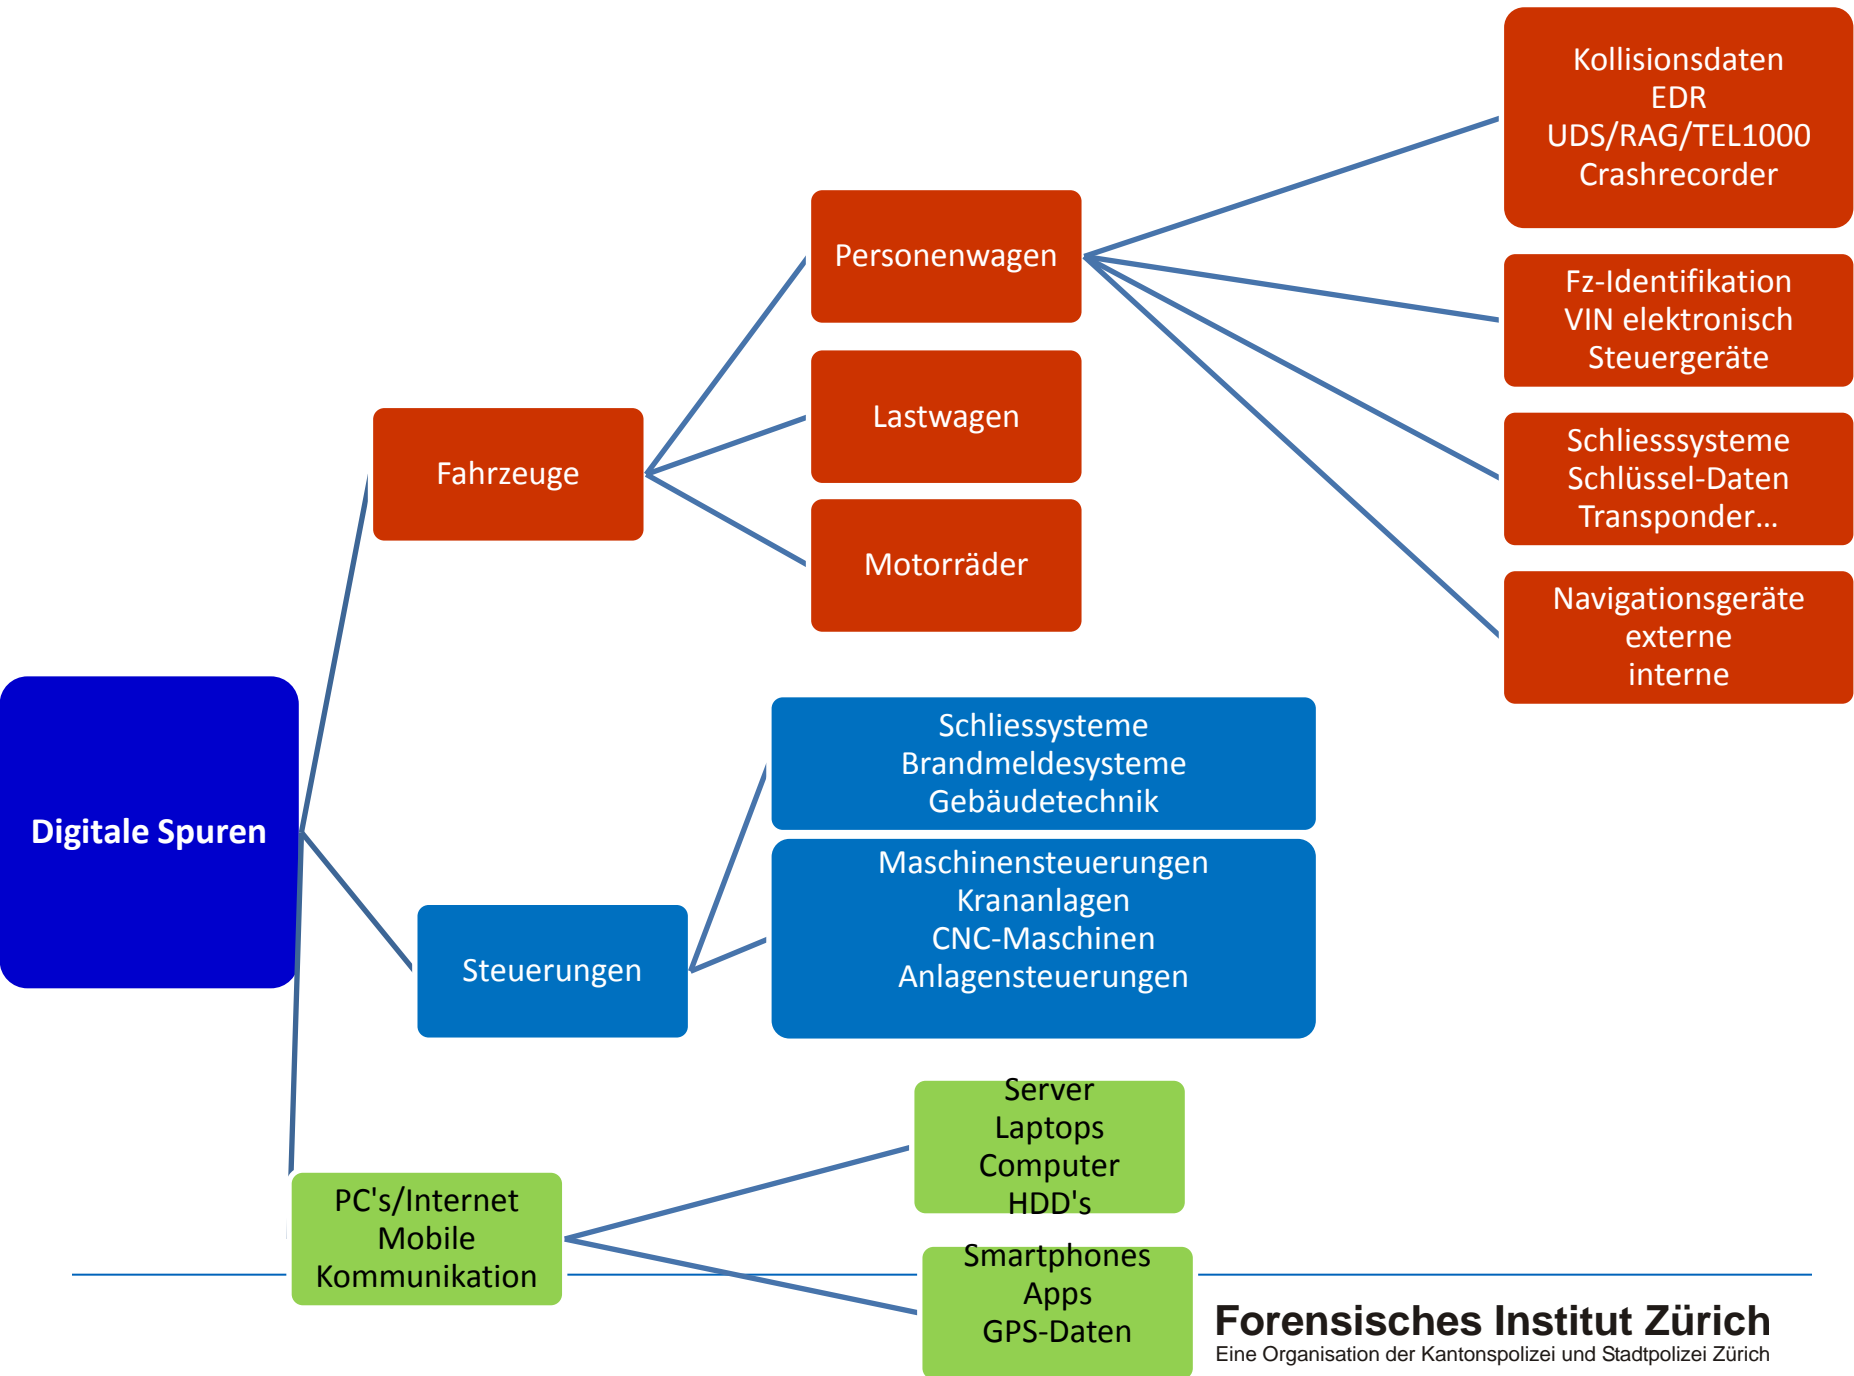 Digitale Spuren
Fahrzeuge
Personenwagen
Lastwagen
Motorräder
Kollisionsdaten
EDR
UDS/RAG/TEL1000
Crashrecorder
Fz-Identifikation
VIN elektronisch
Steuergeräte
Schliesssysteme
Schlüssel-Daten
Transponder...
Navigationsgeräte
externe
interne
Steuerungen
Schliessysteme
Brandmeldesysteme
Gebäudetechnik
Maschinensteuerungen
Krananlagen
CNC-Maschinen
Anlagensteuerungen
PC's/Internet
Mobile
Kommunikation
Server
Laptops
Computer
HDD's
Smartphones
Apps
GPS-Daten
Forensisches Institut Zürich
Eine Organisation der Kantonspolizei und Stadtpolizei Zürich